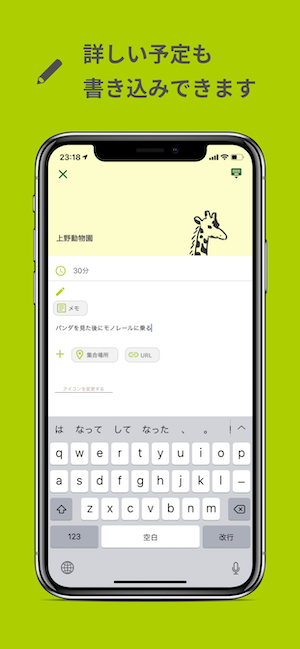 詳しい予定も
書き込みできます
23:18
上野動物園
30分
メモ
パンダを見た後にモノレールに乗る
集合場所
URL
アイコンを変更する
は なって して なった 、 。 !
q w e r t y u i o p
a s d f g h j k l ー
z x c v b n m
123 空白 改行